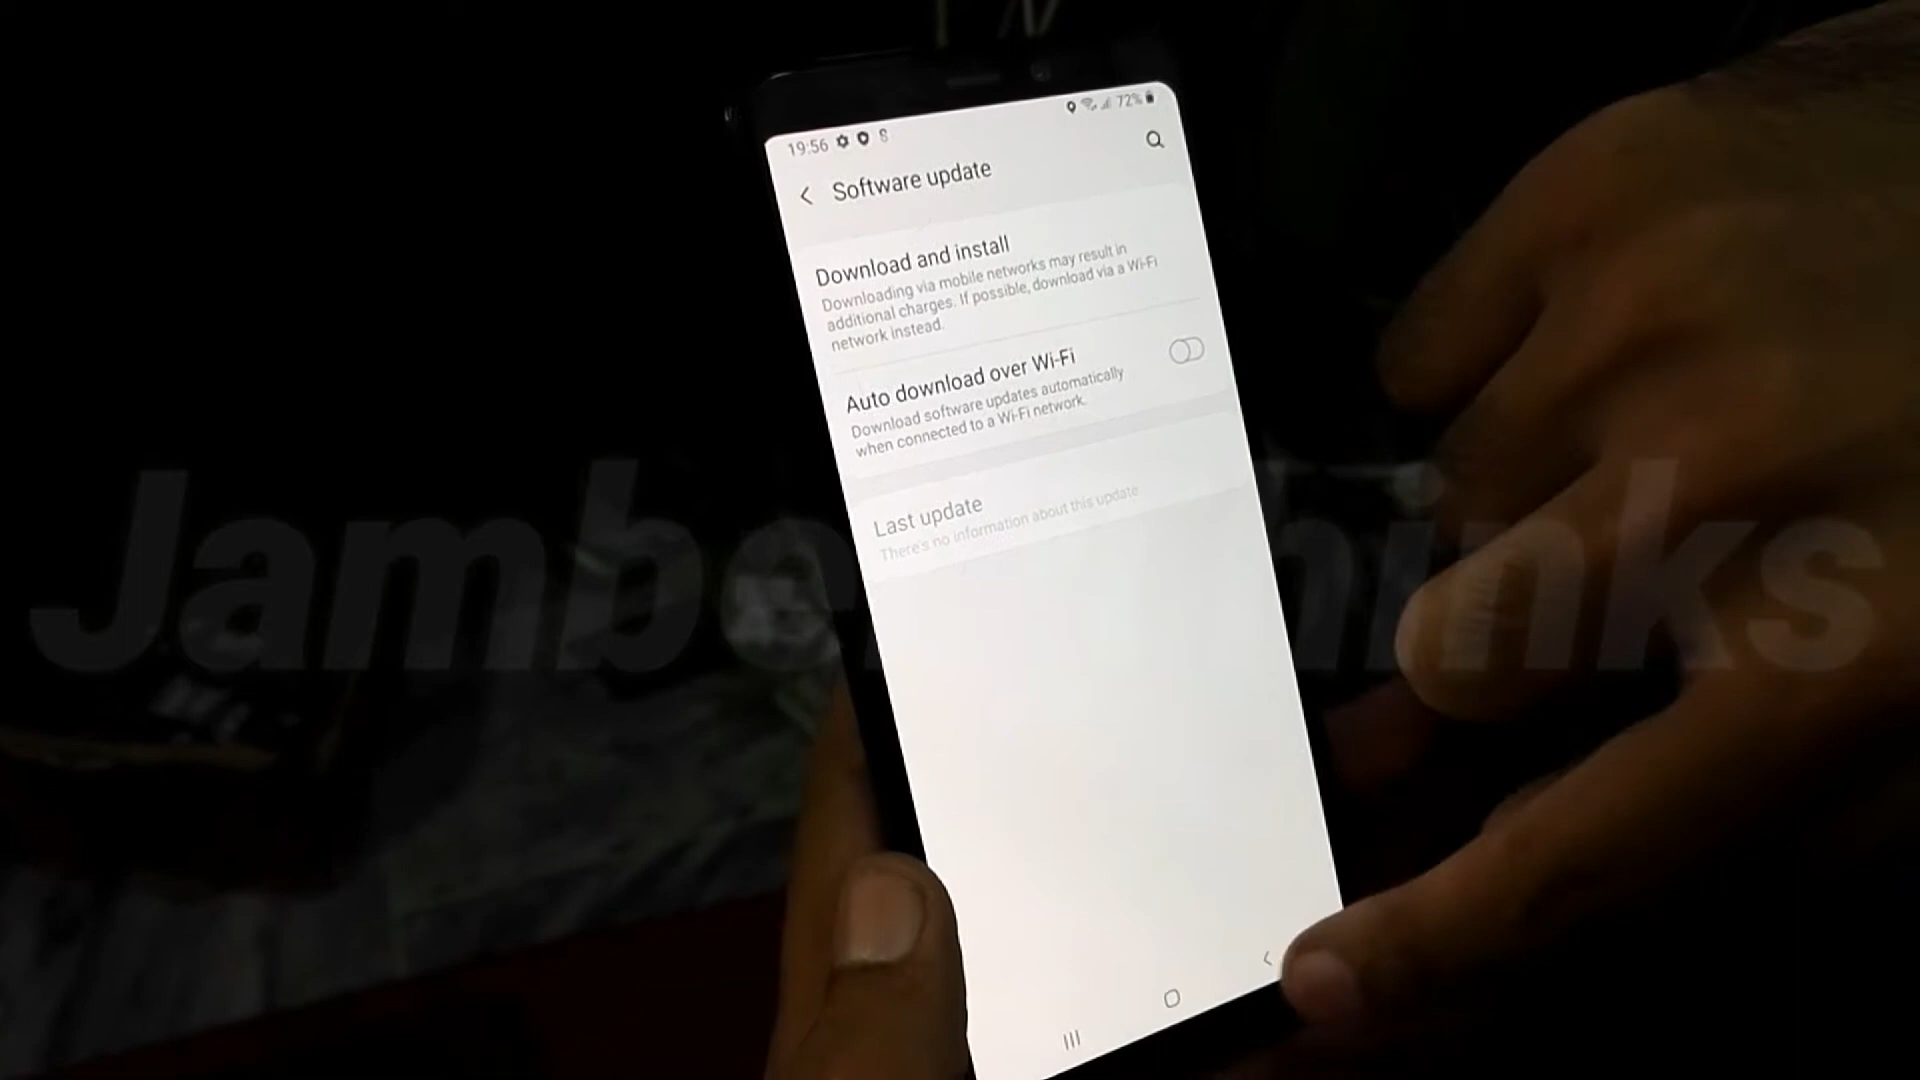 19:56
72%
Software update
Download and install
Downloading via mobile networks may result in
additional charges. If possible, download via a Wi-Fi
network instead.
Auto download over Wi-Fi
Download software updates automatically
when connected to a Wi-Fi network.
Last update
There's no information about this update